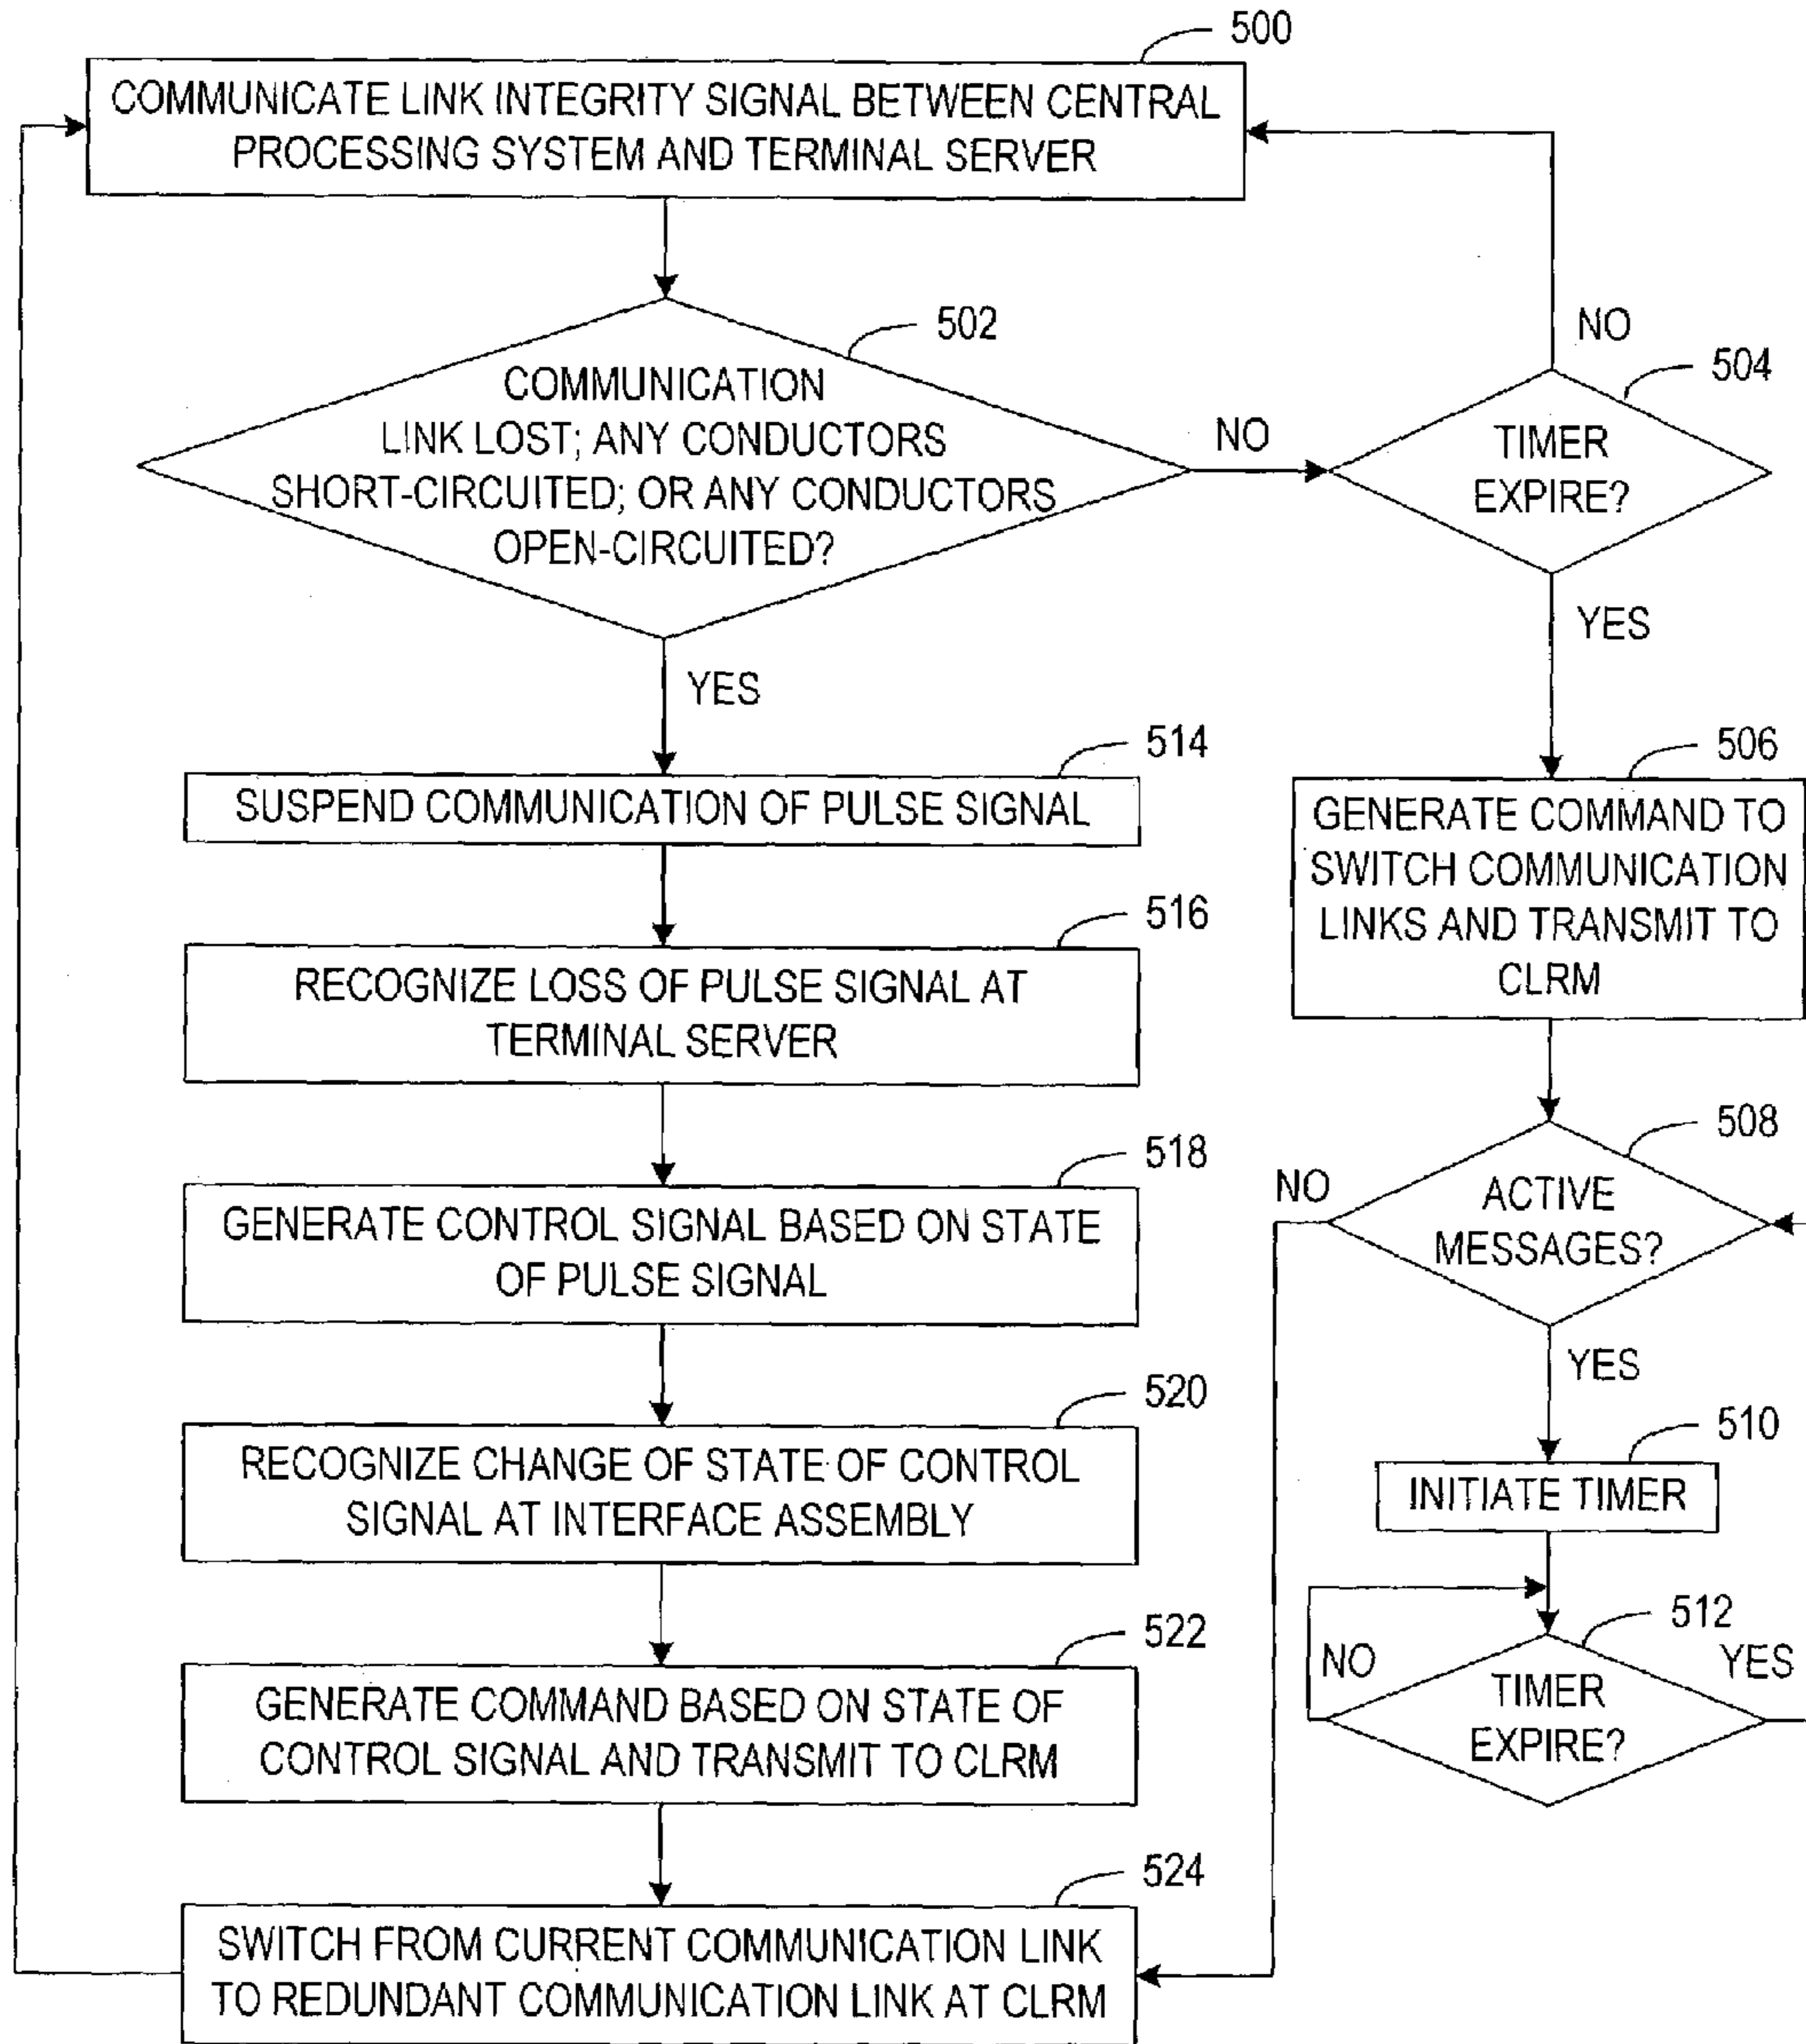 500
COMMUNICATE LINK INTEGRITY SIGNAL BETWEEN CENTRAL
PROCESSING SYSTEM AND TERMINAL SERVER
502
COMMUNICATION
LINK LOST; ANY CONDUCTORS
SHORT-CIRCUITED; OR ANY CONDUCTORS
OPEN-CIRCUITED?
NO
YES
504
TIMER
EXPIRE?
NO
YES
506
GENERATE COMMAND TO
SWITCH COMMUNICATION
LINKS AND TRANSMIT TO
CLRM
508
ACTIVE
MESSAGES?
NO
YES
510
INITIATE TIMER
512
TIMER
EXPIRE?
NO
YES
514
SUSPEND COMMUNICATION OF PULSE SIGNAL
516
RECOGNIZE LOSS OF PULSE SIGNAL AT
TERMINAL SERVER
518
GENERATE CONTROL SIGNAL BASED ON STATE
OF PULSE SIGNAL
520
RECOGNIZE CHANGE OF STATE OF CONTROL
SIGNAL AT INTERFACE ASSEMBLY
522
GENERATE COMMAND BASED ON STATE OF
CONTROL SIGNAL AND TRANSMIT TO CLRM
524
SWITCH FROM CURRENT COMMUNICATION LINK
TO REDUNDANT COMMUNICATION LINK AT CLRM